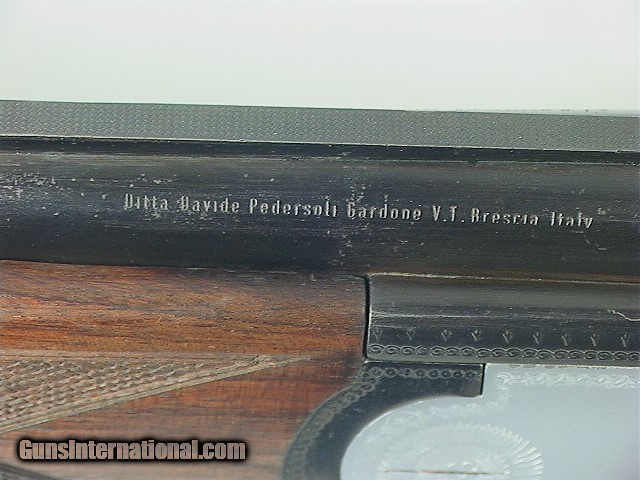 Ditta Davide Pedersoli Gardone V.T. Brescia Italy
GunsInternational.com